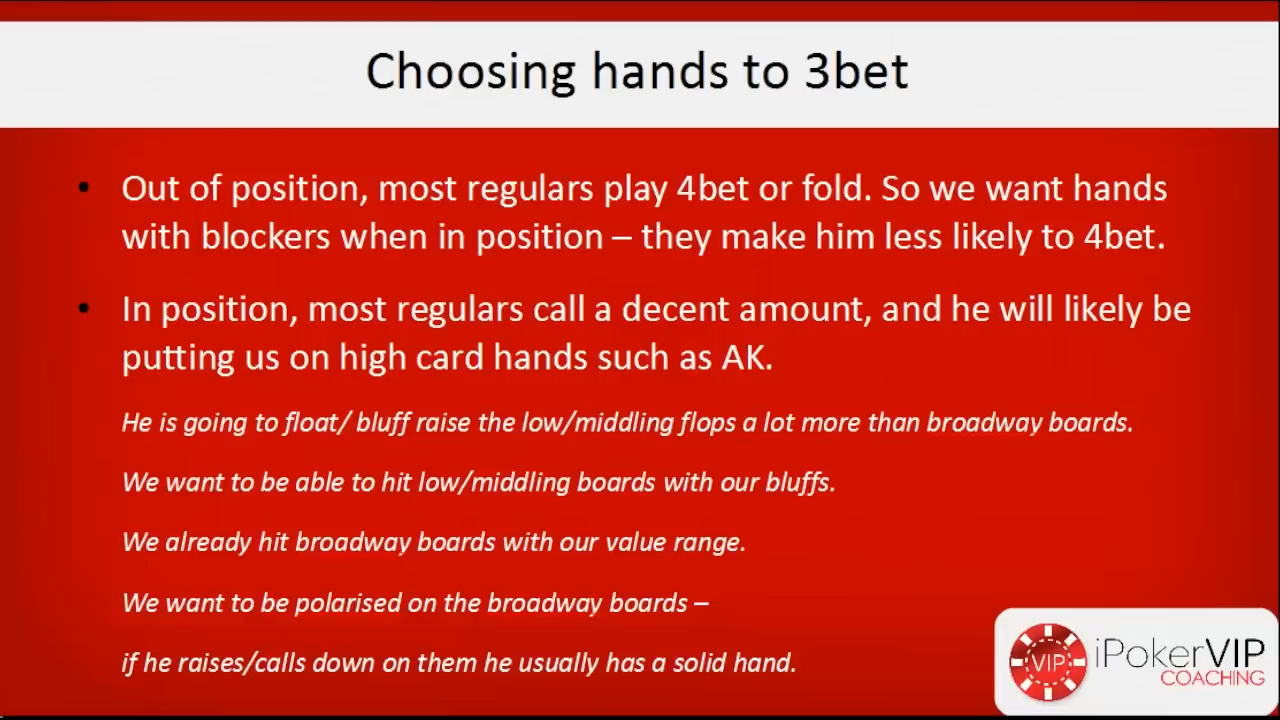 Choosing hands to 3bet
• Out of position, most regulars play 4bet or fold. So we want hands
with blockers when in position – they make him less likely to 4bet.
• In position, most regulars call a decent amount, and he will likely be
putting us on high card hands such as AK.
He is going to float/ bluff raise the low/middling flops a lot more than broadway boards.
We want to be able to hit low/middling boards with our bluffs.
We already hit broadway boards with our value range.
We want to be polarised on the broadway boards –
if he raises/calls down on them he usually has a solid hand.
VIP
iPokerVIP
COACHING